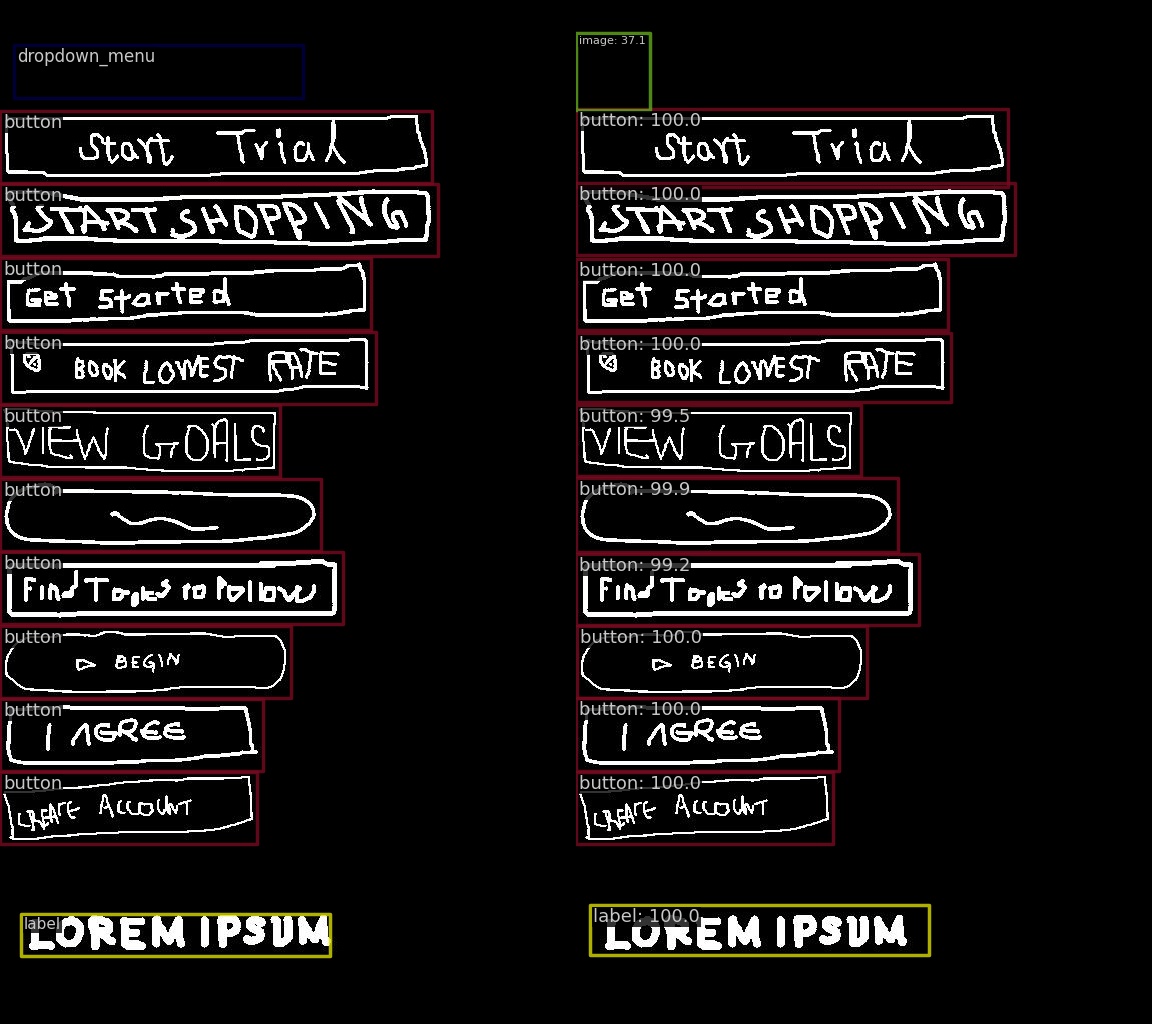 dropdown_menu image: 37.1
button button: 100.0
Start Trial Start Trial
button button: 100.0
START SHOPPING START SHOPPING
button button: 100.0
Get Started Get Started
button button: 100.0
BOOK LOWEST RATE BOOK LOWEST RATE
button button: 99.5
VIEW GOALS VIEW GOALS
button button: 99.9
button button: 99.2
Find Topics to Follow Find Topics to Follow
button button: 100.0
BEGIN BEGIN
button button: 100.0
I AGREE I AGREE
button button: 100.0
CREATE ACCOUNT CREATE ACCOUNT
label label: 100.0
LOREM IPSUM LOREM IPSUM